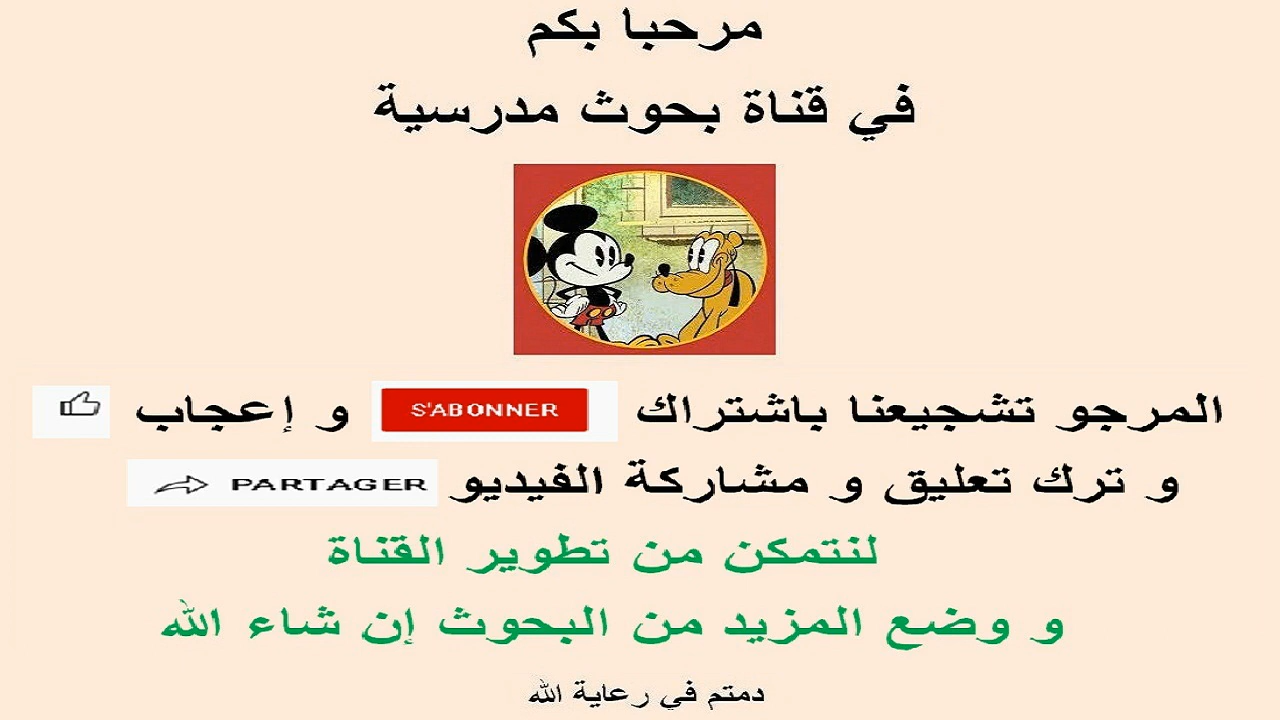 مرحبا بكم
في قناة بحوث مدرسية
المرجو تشجيعنا باشتراك S'ABONNER و إعجاب
و ترك تعليق و مشاركة الفيديو PARTAGER
لنتمكن من تطوير القناة
و وضع المزيد من البحوث إن شاء الله
دمتم في رعاية الله